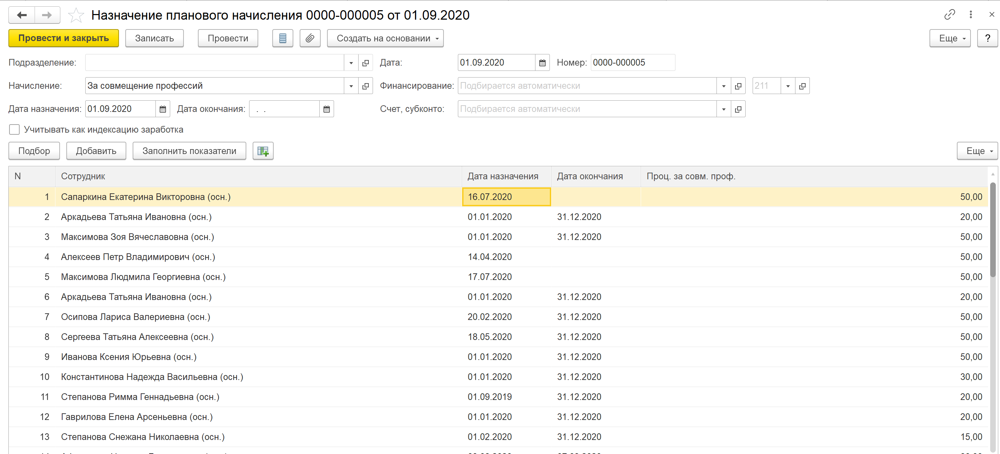 Назначение планового начисления 0000-000005 от 01.09.2020
Провести и закрыть Записать Провести Создать на основании Еще ?
Подразделение: Дата: 01.09.2020 Номер: 0000-000005
Начисление: За совмещение профессий Финансирование: Подбирается автоматически 211
Дата назначения: 01.09.2020 Дата окончания: . . Счет, субконто: Подбирается автоматически
Учитывать как индексацию заработка
Подбор Добавить Заполнить показатели Еще
N Сотрудник Дата назначения Дата окончания Проц. за совм. проф.
1 Сапаркина Екатерина Викторовна (осн.) 16.07.2020 50,00
2 Аркадьева Татьяна Ивановна (осн.) 01.01.2020 31.12.2020 20,00
3 Максимова Зоя Вячеславовна (осн.) 01.01.2020 31.12.2020 50,00
4 Алексеев Петр Владимирович (осн.) 14.04.2020 50,00
5 Максимова Людмила Георгиевна (осн.) 17.07.2020 50,00
6 Аркадьева Татьяна Ивановна (осн.) 01.01.2020 31.12.2020 20,00
7 Осипова Лариса Валериевна (осн.) 20.02.2020 31.12.2020 50,00
8 Сергеева Татьяна Алексеевна (осн.) 18.05.2020 31.12.2020 50,00
9 Иванова Ксения Юрьевна (осн.) 01.01.2020 31.12.2020 50,00
10 Константинова Надежда Васильевна (осн.) 01.01.2020 31.12.2020 30,00
11 Степанова Римма Геннадьевна (осн.) 01.09.2019 31.12.2020 20,00
12 Гаврилова Елена Арсеньевна (осн.) 01.01.2020 31.12.2020 20,00
13 Степанова Снежана Николаевна (осн.) 01.02.2020 31.12.2020 15,00